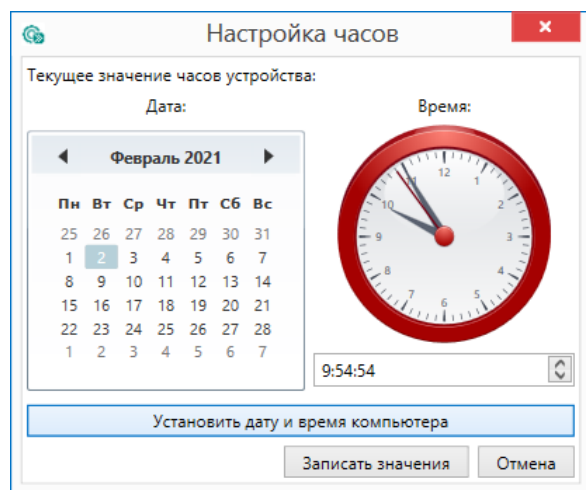 Настройка часов
Текущее значение часов устройства:
Дата:
Время:
Февраль 2021
Пн Вт Ср Чт Пт Сб Вс
25 26 27 28 29 30 31
1 2 3 4 5 6 7
8 9 10 11 12 13 14
15 16 17 18 19 20 21
22 23 24 25 26 27 28
1 2 3 4 5 6 7
12
1
2
3
4
5
6
7
8
9
10
11
9:54:54
Установить дату и время компьютера
Записать значения
Отмена